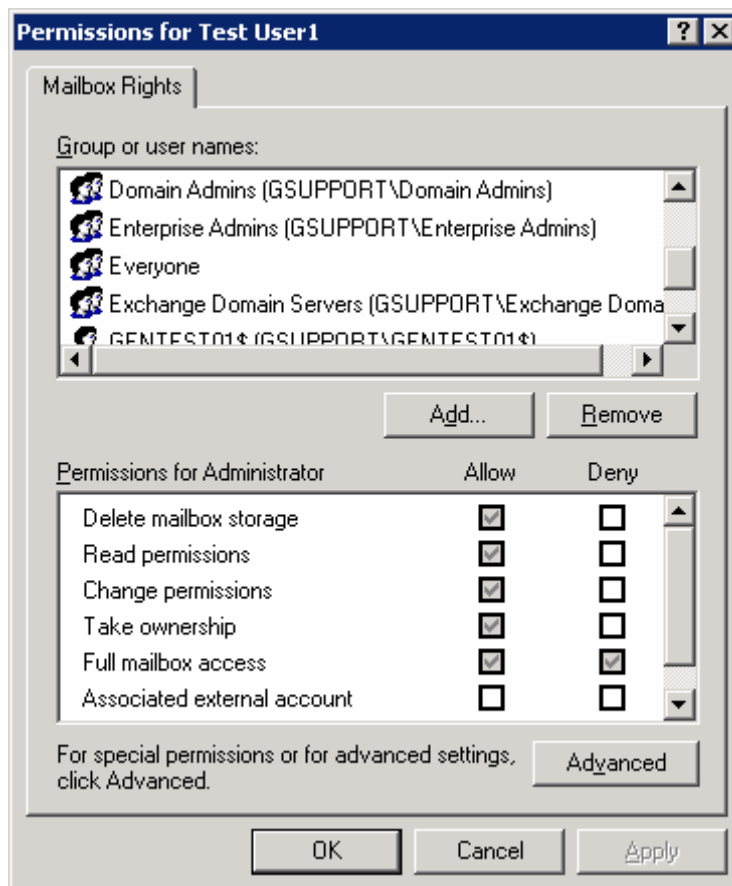 Permissions for Test User1
Mailbox Rights
Group or user names:
Domain Admins (GSUPPORT\Domain Admins)
Enterprise Admins (GSUPPORT\Enterprise Admins)
Everyone
Exchange Domain Servers (GSUPPORT\Exchange Doma
GENTEST01$ (GSUPPORT\GENTEST01$)
Add... Remove
Permissions for Administrator Allow Deny
Delete mailbox storage
Read permissions
Change permissions
Take ownership
Full mailbox access
Associated external account
For special permissions or for advanced settings,
click Advanced.
Advanced
OK Cancel Apply